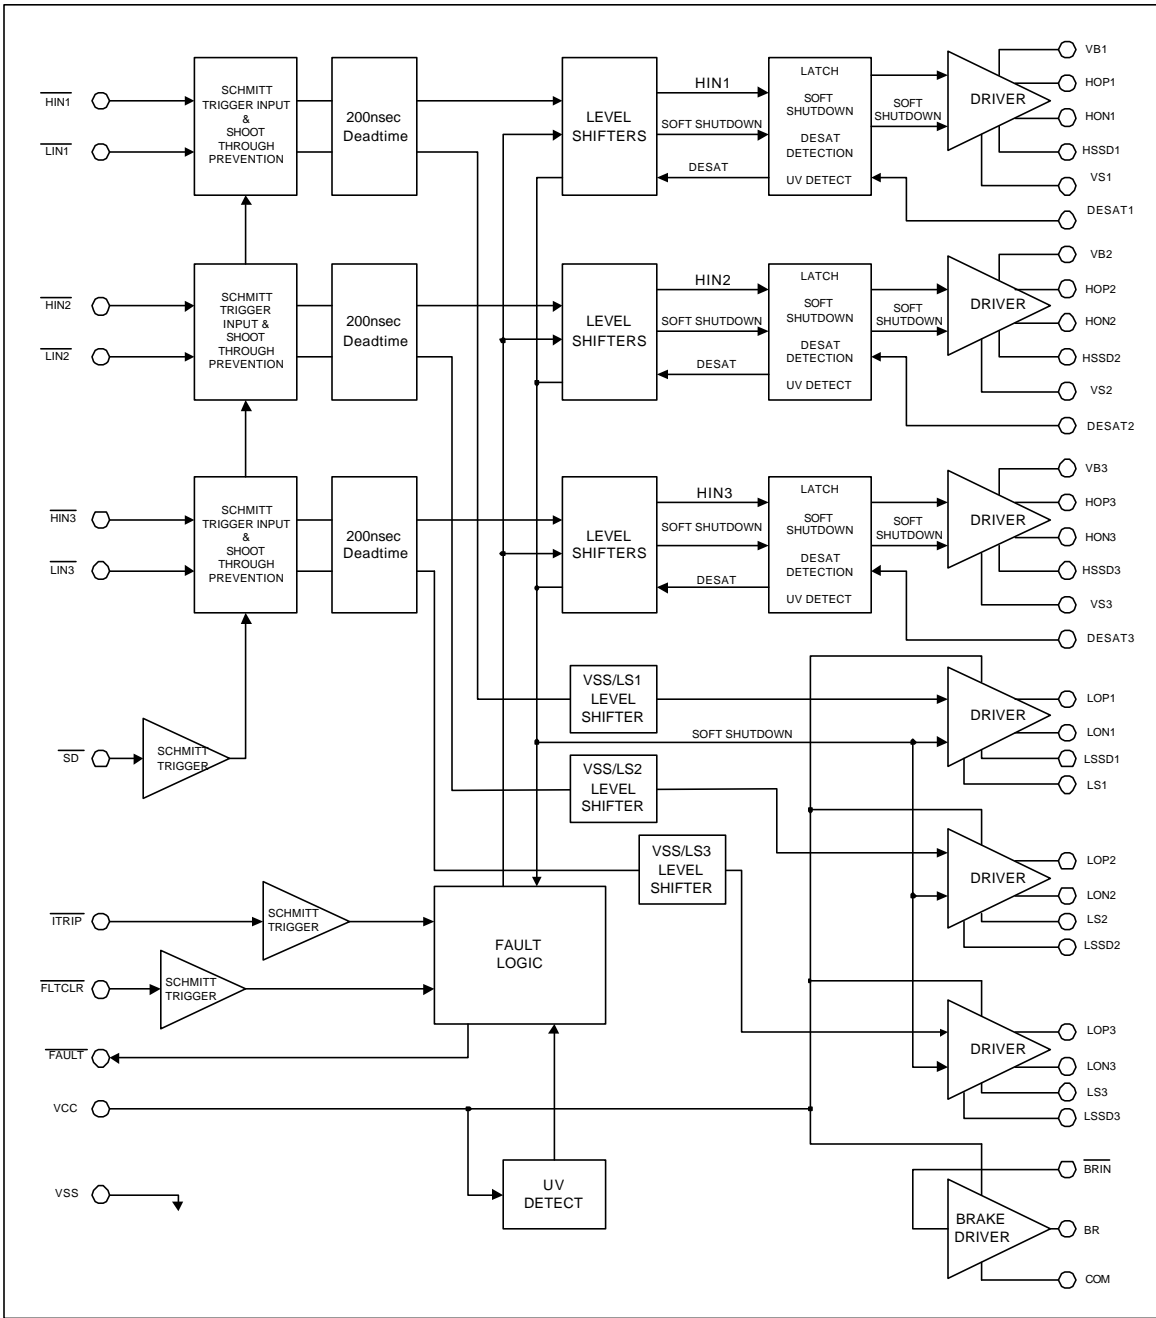 HIN1
LIN1
SCHMITT
TRIGGER INPUT
&
SHOOT
THROUGH
PREVENTION
200nsec
Deadtime
LEVEL
SHIFTERS
HIN1
SOFT SHUTDOWN
DESAT
LATCH
SOFT
SHUTDOWN
DESAT
DETECTION
UV DETECT
SOFT
SHUTDOWN
DRIVER
VB1
HOP1
HON1
HSSD1
VS1
DESAT1
HIN2
LIN2
SCHMITT
TRIGGER
INPUT &
SHOOT
THROUGH
PREVENTION
200nsec
Deadtime
LEVEL
SHIFTERS
HIN2
SOFT SHUTDOWN
DESAT
LATCH
SOFT
SHUTDOWN
DESAT
DETECTION
UV DETECT
SOFT
SHUTDOWN
DRIVER
VB2
HOP2
HON2
HSSD2
VS2
DESAT2
HIN3
LIN3
SCHMITT
TRIGGER INPUT
&
SHOOT
THROUGH
PREVENTION
200nsec
Deadtime
LEVEL
SHIFTERS
HIN3
SOFT SHUTDOWN
DESAT
LATCH
SOFT
SHUTDOWN
DESAT
DETECTION
UV DETECT
SOFT
SHUTDOWN
DRIVER
VB3
HOP3
HON3
HSSD3
VS3
DESAT3
SD
SCHMITT
TRIGGER
VSS/LS1
LEVEL
SHIFTER
SOFT SHUTDOWN
DRIVER
LOP1
LON1
LSSD1
LS1
VSS/LS2
LEVEL
SHIFTER
VSS/LS3
LEVEL
SHIFTER
DRIVER
LOP2
LON2
LS2
LSSD2
ITRIP
SCHMITT
TRIGGER
FLTCLR
SCHMITT
TRIGGER
FAULT
LOGIC
FAULT
DRIVER
LOP3
LON3
LS3
LSSD3
VCC
VSS
UV
DETECT
BRAKE
DRIVER
BRIN
BR
COM